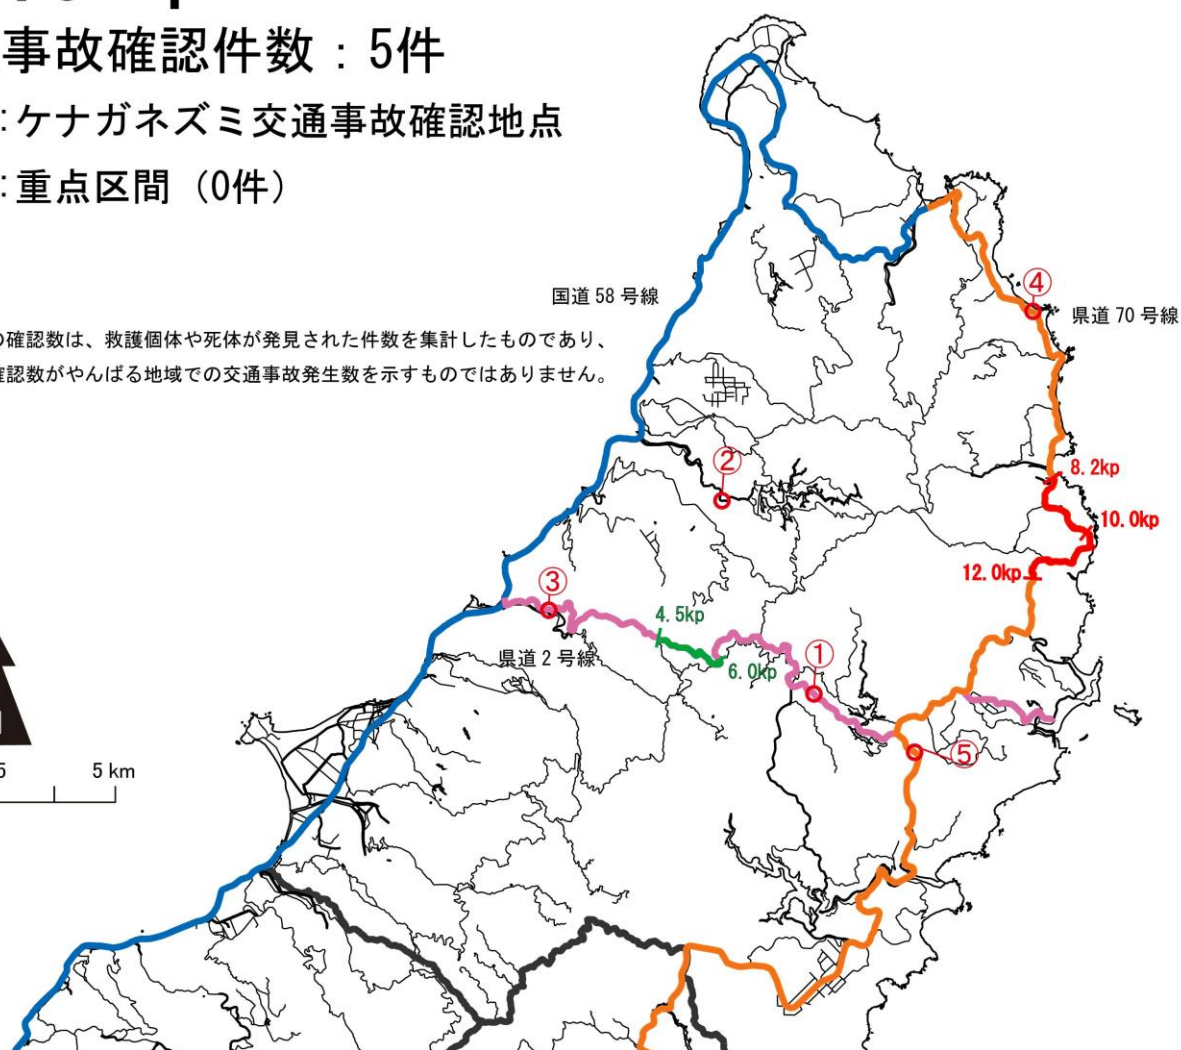 事故確認件数：5件
：ケナガネズミ交通事故確認地点
：重点区間（0件）
国道58号線
の確認数は、救護個体や死体が発見された件数を集計したものであり、
確認数がやんばる地域での交通事故発生数を示すものではありません。
④
県道70号線
②
8.2kp
10.0kp
12.0kp
③
4.5kp
県道2号線
6.0kp
①
⑤
5
5 km